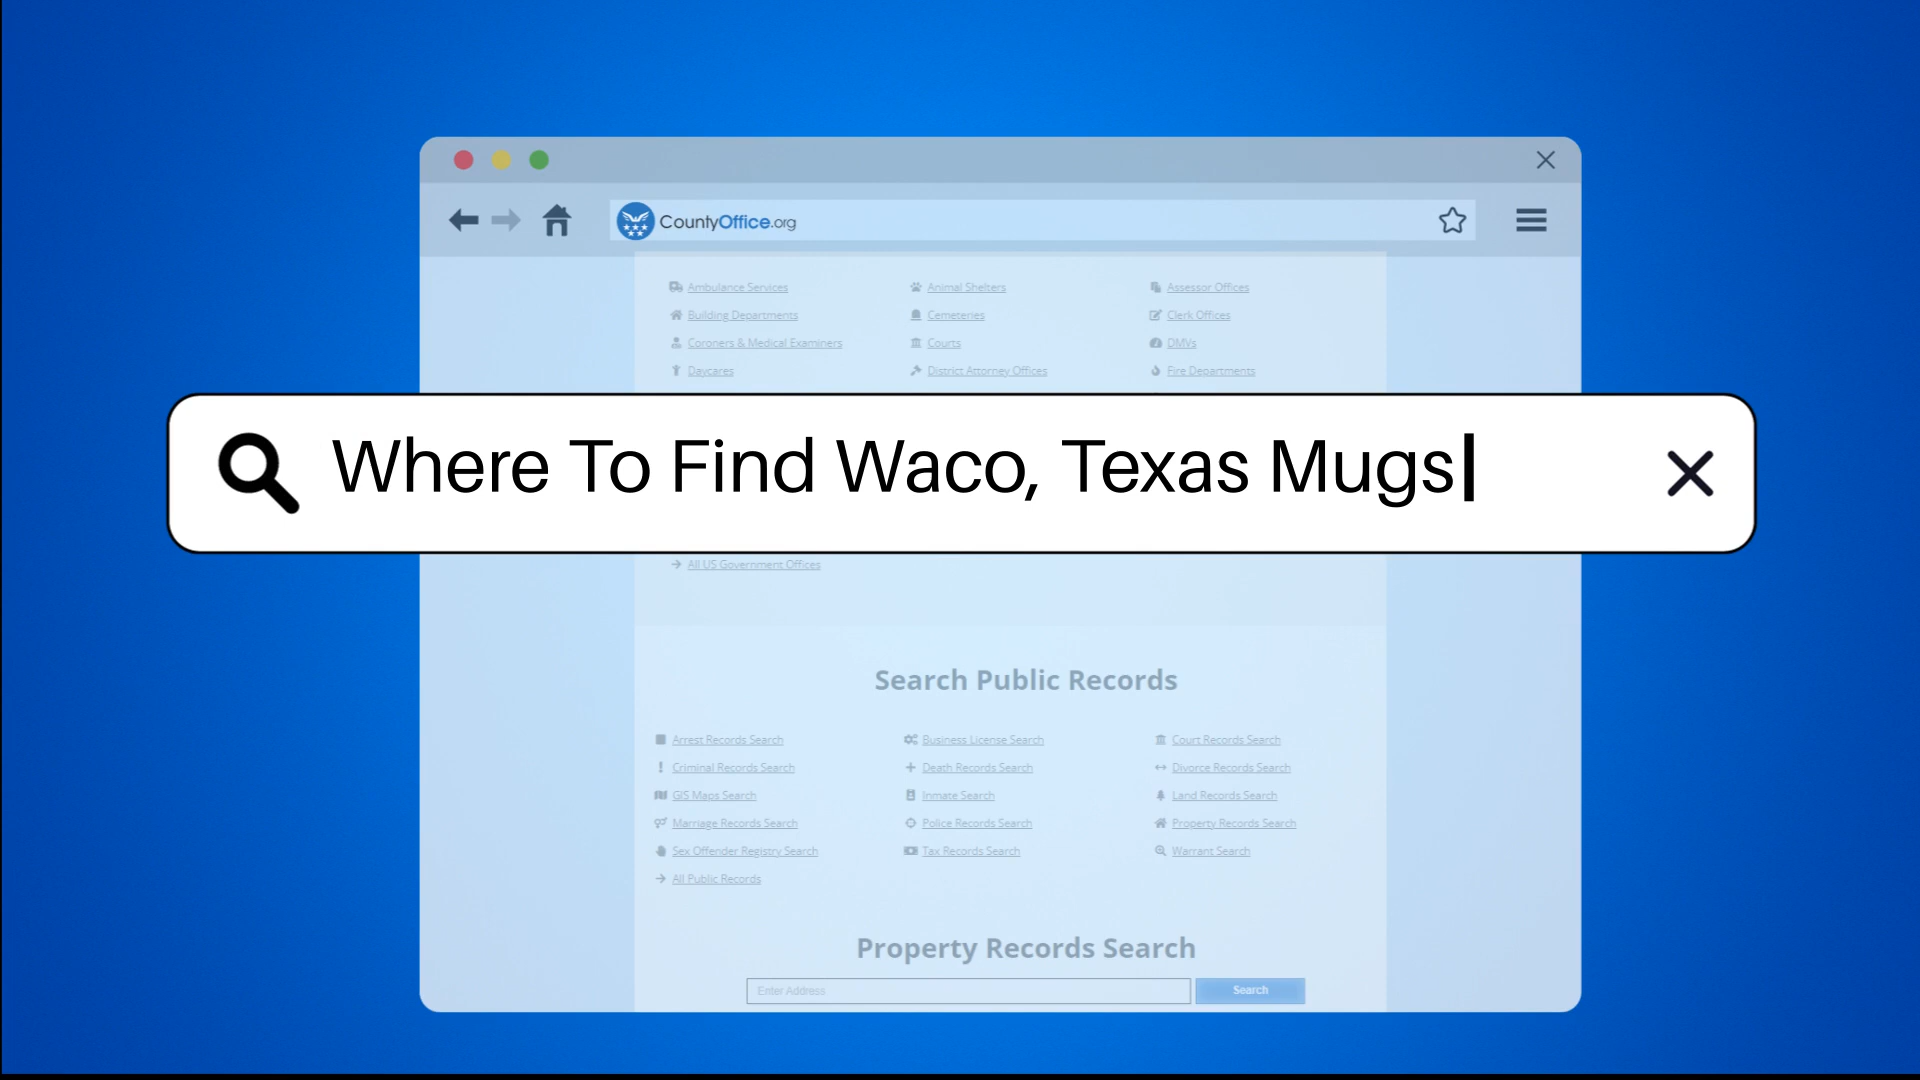 CountyOffice.org
Ambulance Services Animal Shelters Assessor Offices
Building Departments Cemeteries Clerk Offices
Coroners & Medical Examiners Courts DMVs
Daycares District Attorney Offices Fire Departments
Where To Find Waco, Texas Mugs
All US Government Offices
Search Public Records
Arrest Records Search Business License Search Court Records Search
Criminal Records Search Death Records Search Divorce Records Search
GIS Maps Search Inmate Search Land Records Search
Marriage Records Search Police Records Search Property Records Search
Sex Offender Registry Search Tax Records Search Warrant Search
All Public Records
Property Records Search
Enter Address Search